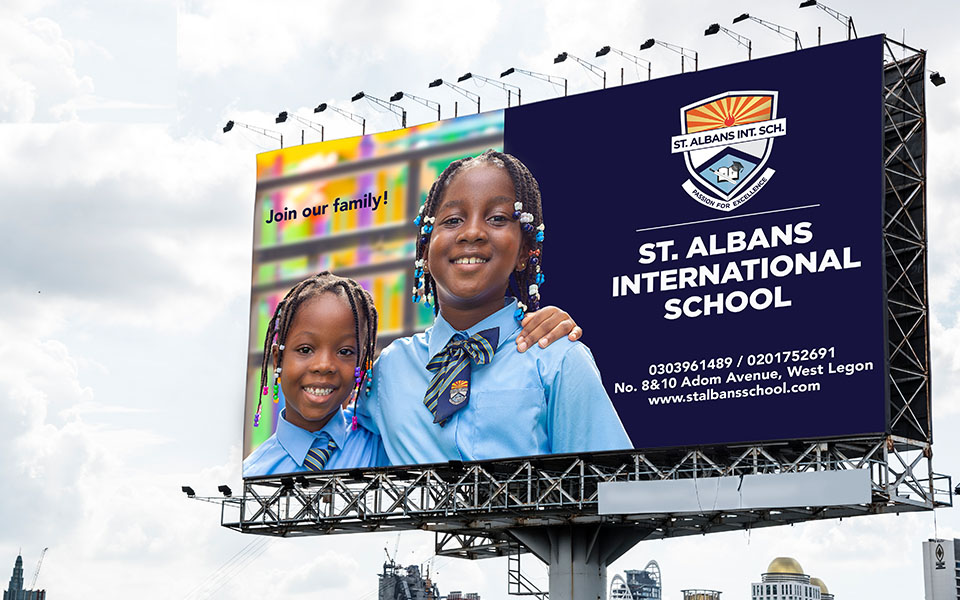 Join our family!
ST. ALBANS INT. SCH.
PASSION FOR EXCELLENCE
ST. ALBANS
INTERNATIONAL
SCHOOL
0303961489 / 0201752691
No. 8&10 Adom Avenue, West Legon
www.stalbansschool.com